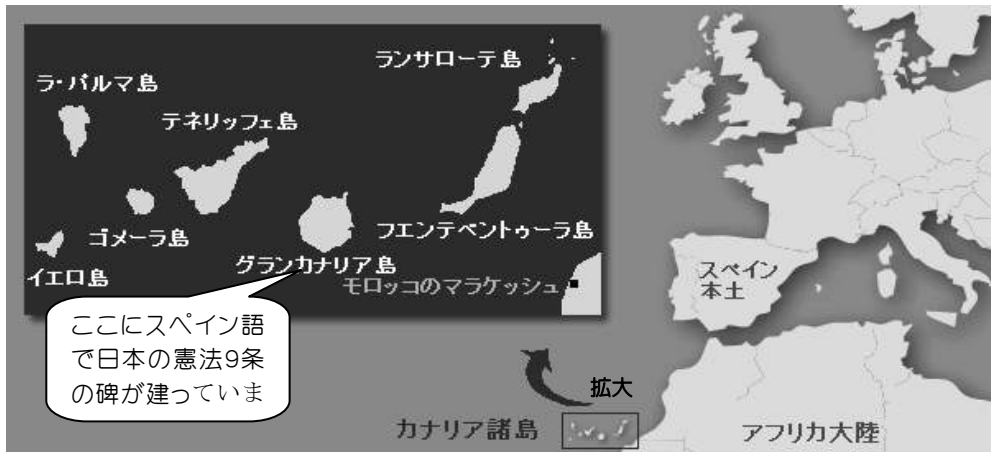 ランサローテ島
ラ・パルマ島
テネリッフェ島
ゴメーラ島
フエンテベントゥーラ島
イエロ島
グランカナリア島
モロッコのマラケッシュ
スペイン
本土
ここにスペイン語
で日本の憲法9条
の碑が建っていま
拡大
カナリア諸島
アフリカ大陸